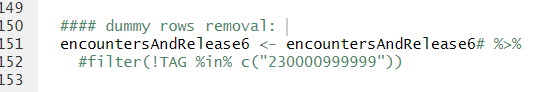 149
150 #### dummy rows removal:
151 encountersAndRelease6 <- encountersAndRelease6# %>%
152 #filter(!TAG %in% c("230000999999"))
153